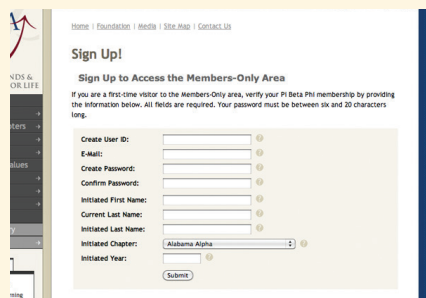 Home | Foundation | Media | Site Map | Contact Us
Sign Up!
Sign Up to Access the Members-Only Area
If you are a first-time visitor to the Members-Only area, verify your Pi Beta Phi membership by providing
the information below. All fields are required. Your password must be between six and 20 characters
long.
NDS &
OR LIFE
ters
alues
Create User ID:
E-Mail:
Create Password:
Confirm Password:
Initiated First Name:
Current Last Name:
Initiated Last Name:
Initiated Chapter: Alabama Alpha
Initiated Year:
Submit